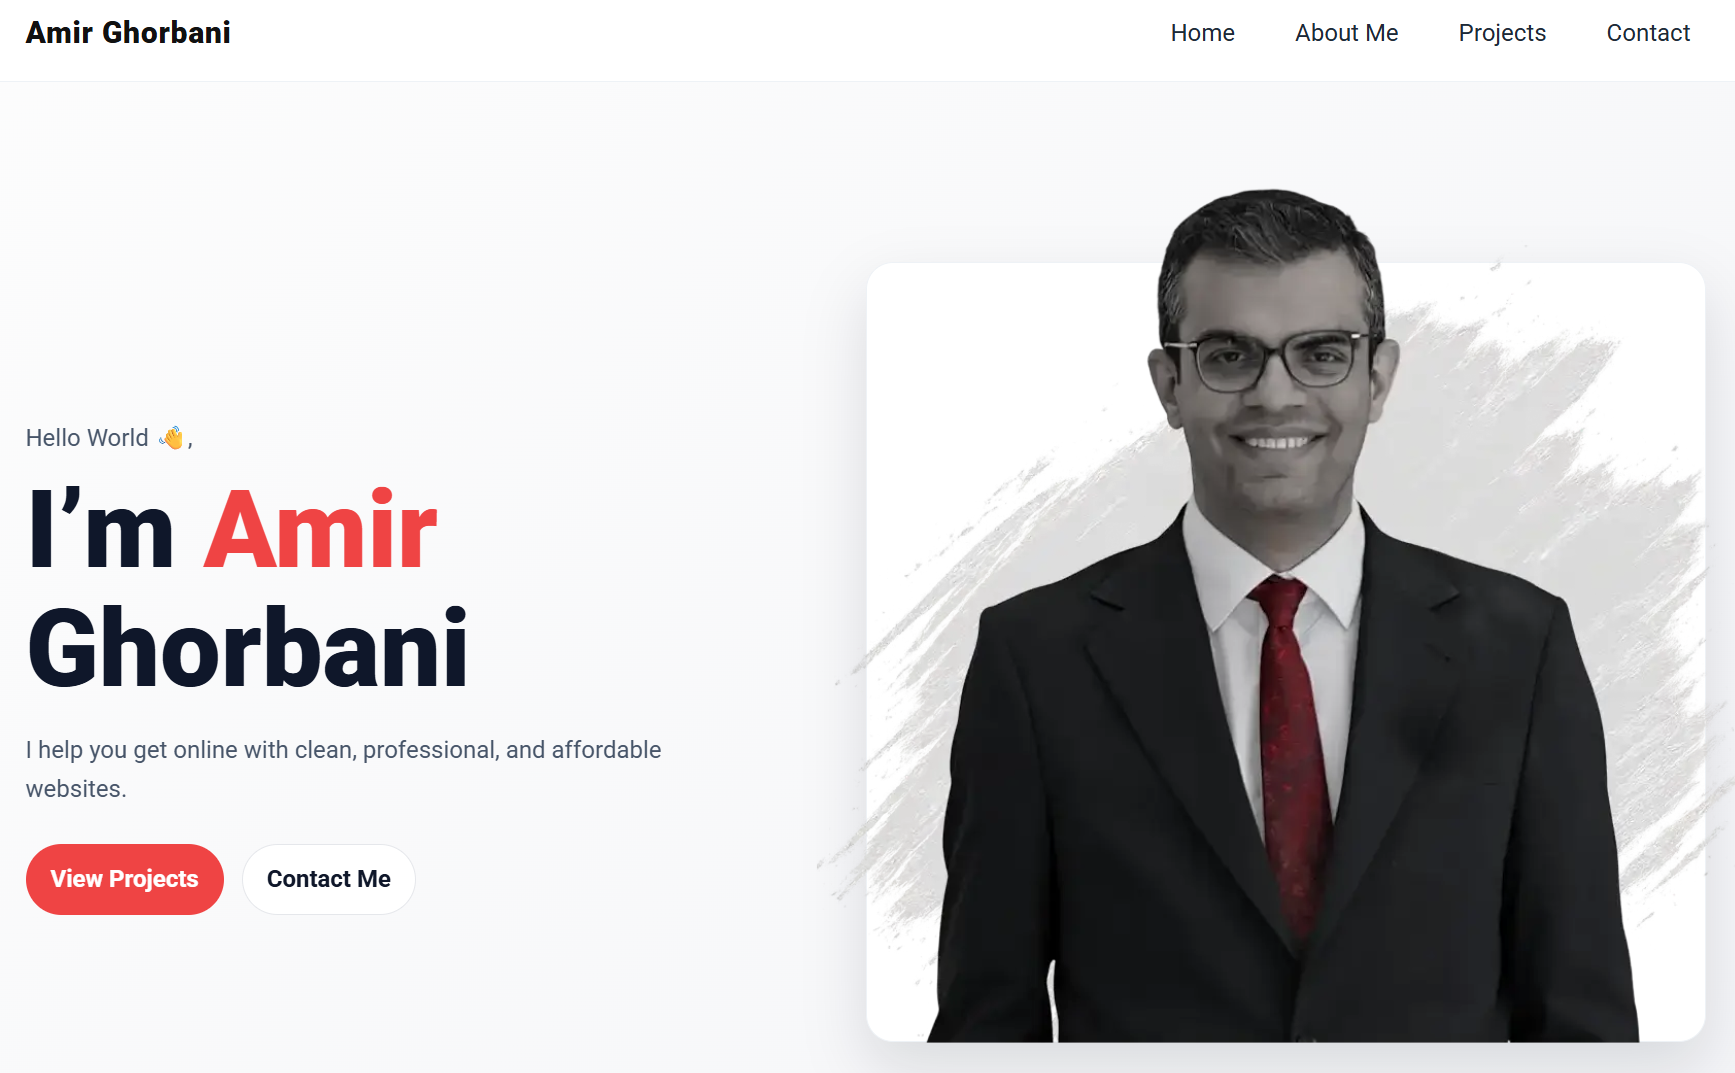 Amir Ghorbani
Home About Me Projects Contact
Hello World 👋,
I’m Amir
Ghorbani
I help you get online with clean, professional, and affordable
websites.
View Projects Contact Me